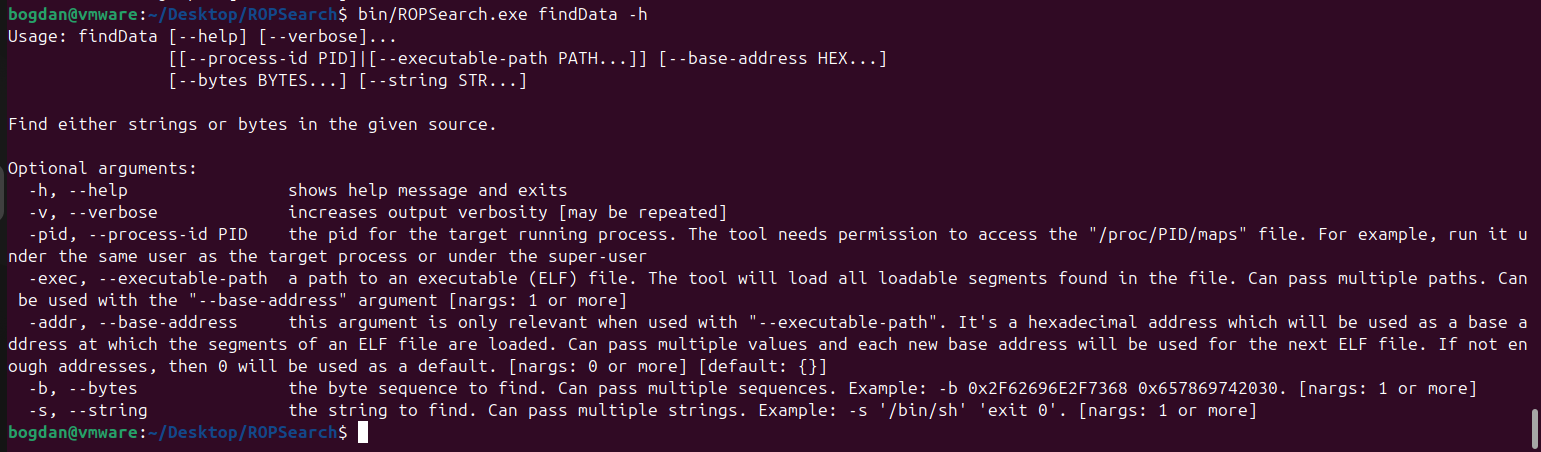 bogdan@vmware:~/Desktop/ROPSearch$ bin/ROPSearch.exe findData -h
Usage: findData [--help] [--verbose]...
                [[--process-id PID]|[--executable-path PATH...]] [--base-address HEX...]
                [--bytes BYTES...] [--string STR...]

Find either strings or bytes in the given source.

Optional arguments:
  -h, --help                shows help message and exits
  -v, --verbose             increases output verbosity [may be repeated]
  -pid, --process-id PID    the pid for the target running process. The tool needs permission to access the "/proc/PID/maps" file. For example, run it u
nder the same user as the target process or under the super-user
  -exec, --executable-path  a path to an executable (ELF) file. The tool will load all loadable segments found in the file. Can pass multiple paths. Can
 be used with the "--base-address" argument [nargs: 1 or more]
  -addr, --base-address     this argument is only relevant when used with "--executable-path". It's a hexadecimal address which will be used as a base a
ddress at which the segments of an ELF file are loaded. Can pass multiple values and each new base address will be used for the next ELF file. If not en
ough addresses, then 0 will be used as a default. [nargs: 0 or more] [default: {}]
  -b, --bytes               the byte sequence to find. Can pass multiple sequences. Example: -b 0x2F62696E2F7368 0x657869742030. [nargs: 1 or more]
  -s, --string              the string to find. Can pass multiple strings. Example: -s '/bin/sh' 'exit 0'. [nargs: 1 or more]
bogdan@vmware:~/Desktop/ROPSearch$